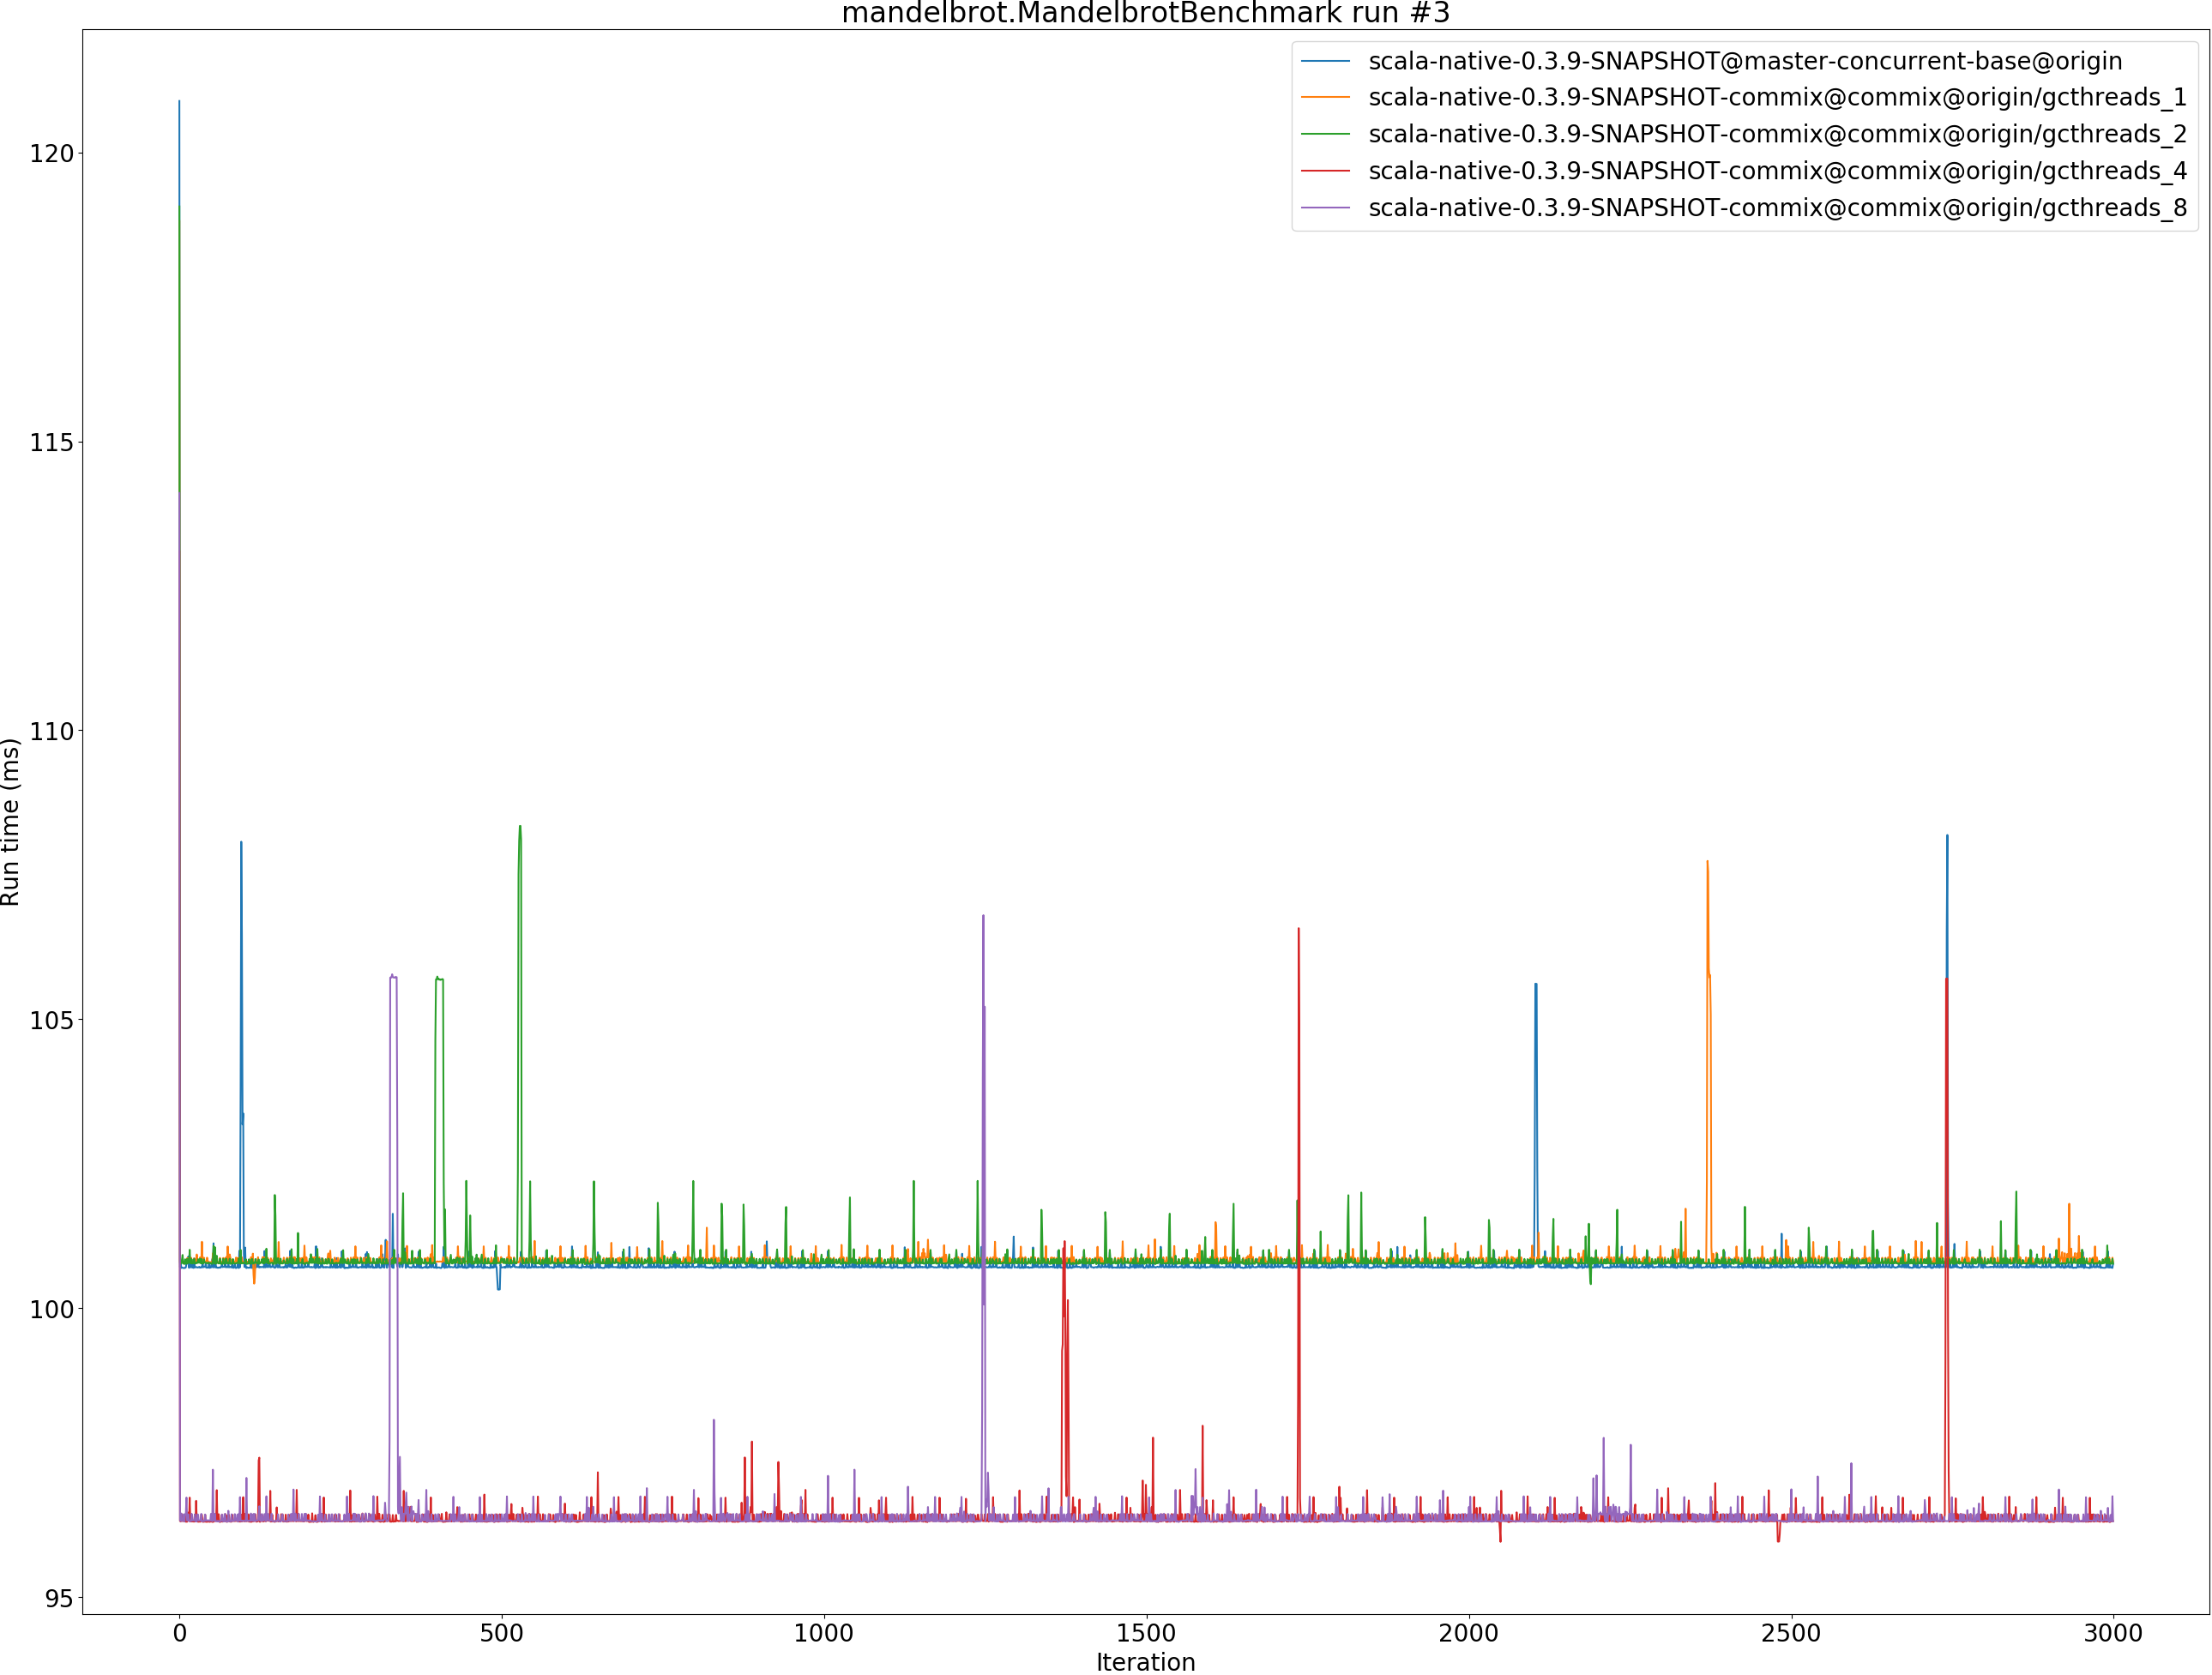 mandelbrot.MandelbrotBenchmark run #3
scala-native-0.3.9-SNAPSHOT@master-concurrent-base@origin
scala-native-0.3.9-SNAPSHOT-commix@commix@origin/gcthreads_1
scala-native-0.3.9-SNAPSHOT-commix@commix@origin/gcthreads_2
scala-native-0.3.9-SNAPSHOT-commix@commix@origin/gcthreads_4
scala-native-0.3.9-SNAPSHOT-commix@commix@origin/gcthreads_8
Run time (ms)
120
115
110
105
100
95
0 500 1000 1500 2000 2500 3000
Iteration